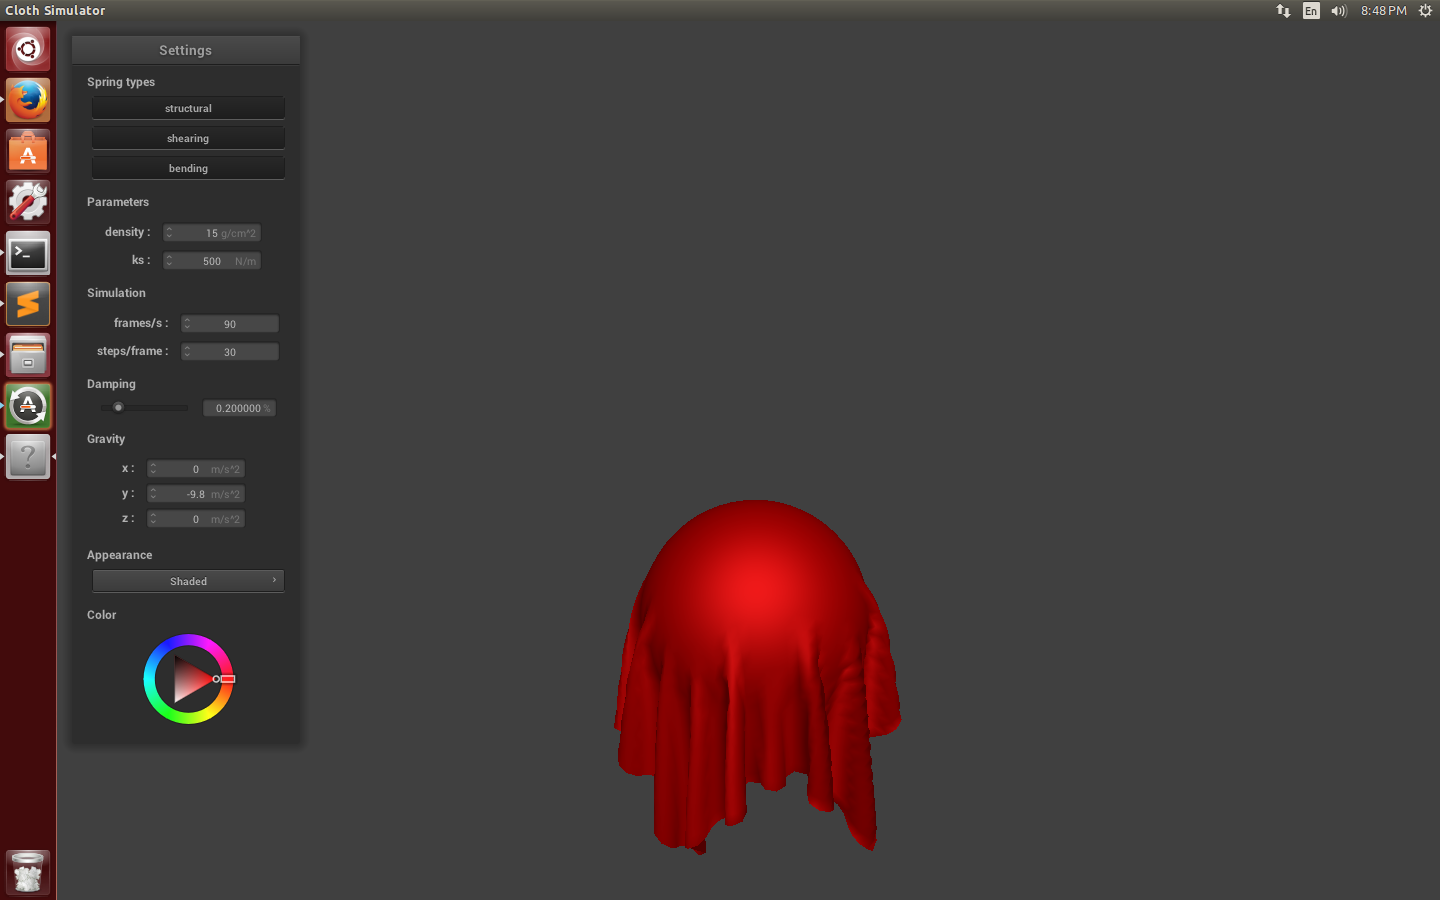 Cloth Simulator
En
8:48 PM
Settings
Spring types
structural
shearing
bending
Parameters
density : 15 g/cm^2
ks : 500 N/m
Simulation
frames/s : 90
steps/frame : 30
Damping
0.200000 %
Gravity
x : 0 m/s^2
y : -9.8 m/s^2
z : 0 m/s^2
Appearance
Shaded
Color